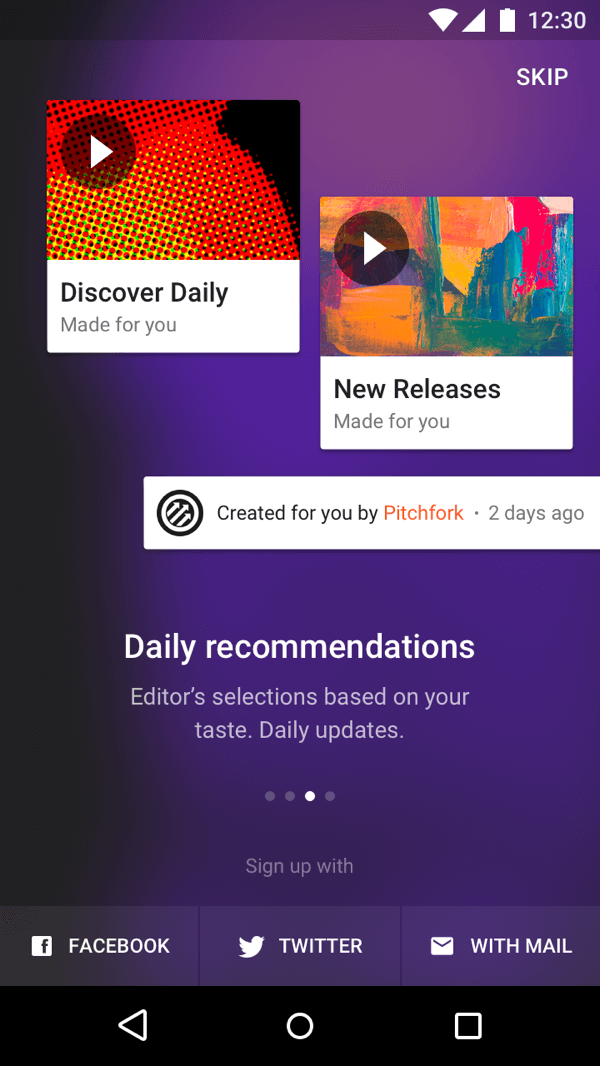 12:30
SKIP
Discover Daily
Made for you
New Releases
Made for you
Created for you by Pitchfork • 2 days ago
Daily recommendations
Editor’s selections based on your
taste. Daily updates.
Sign up with
FACEBOOK
TWITTER
WITH MAIL